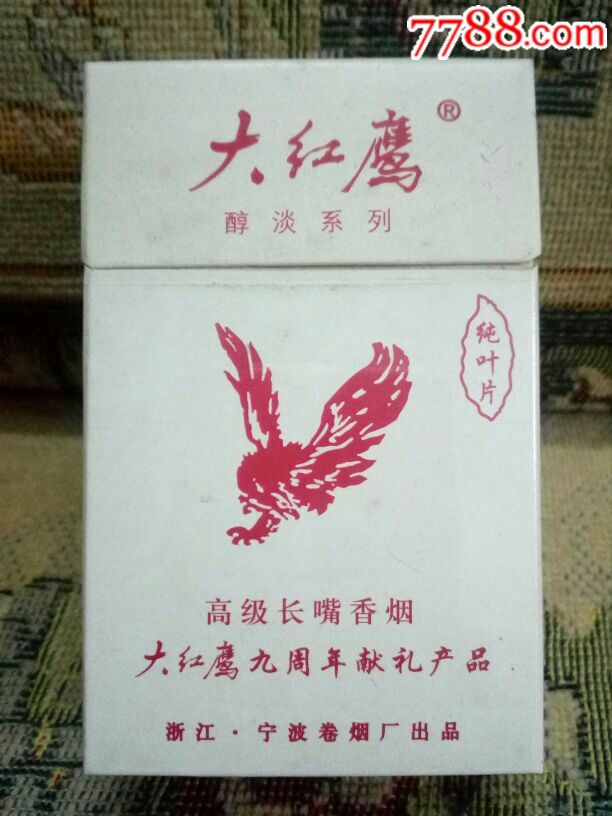 7788.com
大红鹰®
醇淡系列
纯叶片
高级长嘴香烟
大红鹰九周年献礼产品
浙江·宁波卷烟厂出品